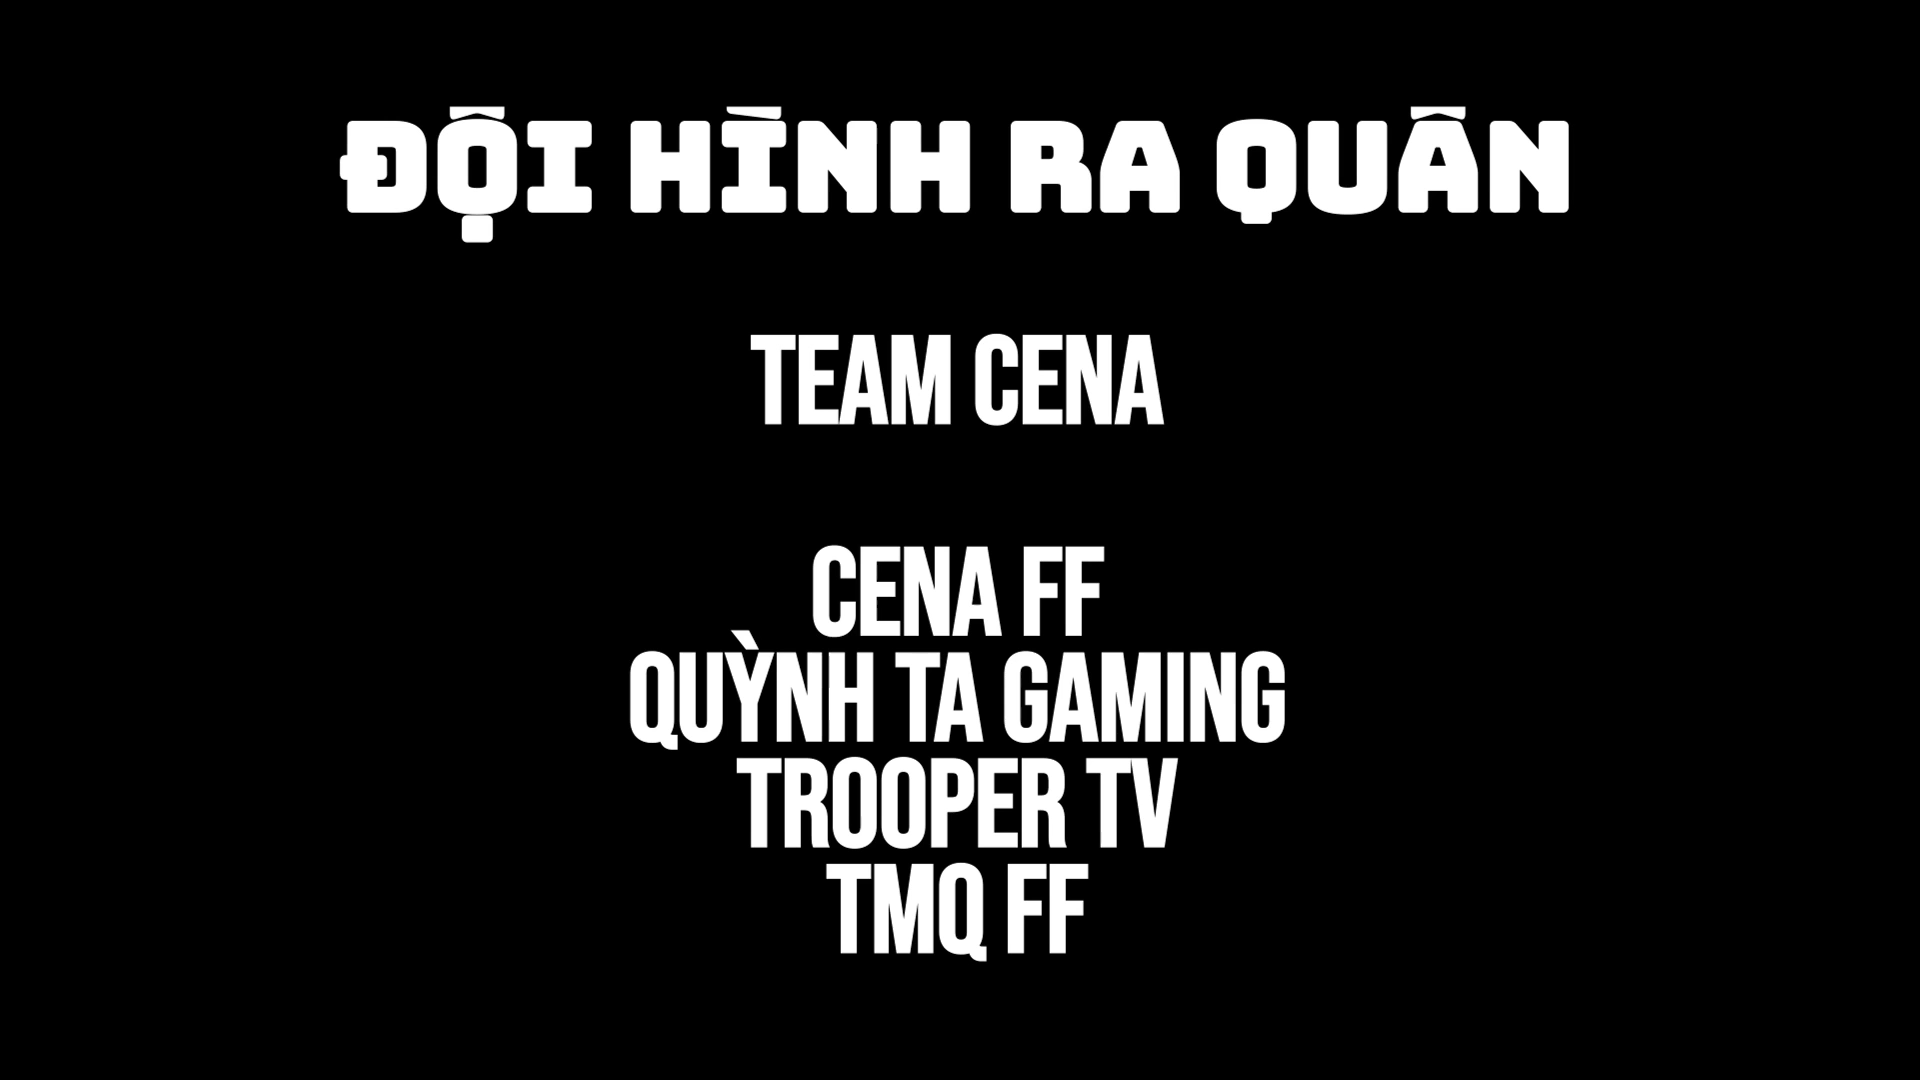 ĐỘI HÌNH RA QUÂN
TEAM CENA
CENA FF
QUỲNH TA GAMING
TROOPER TV
TMQ FF